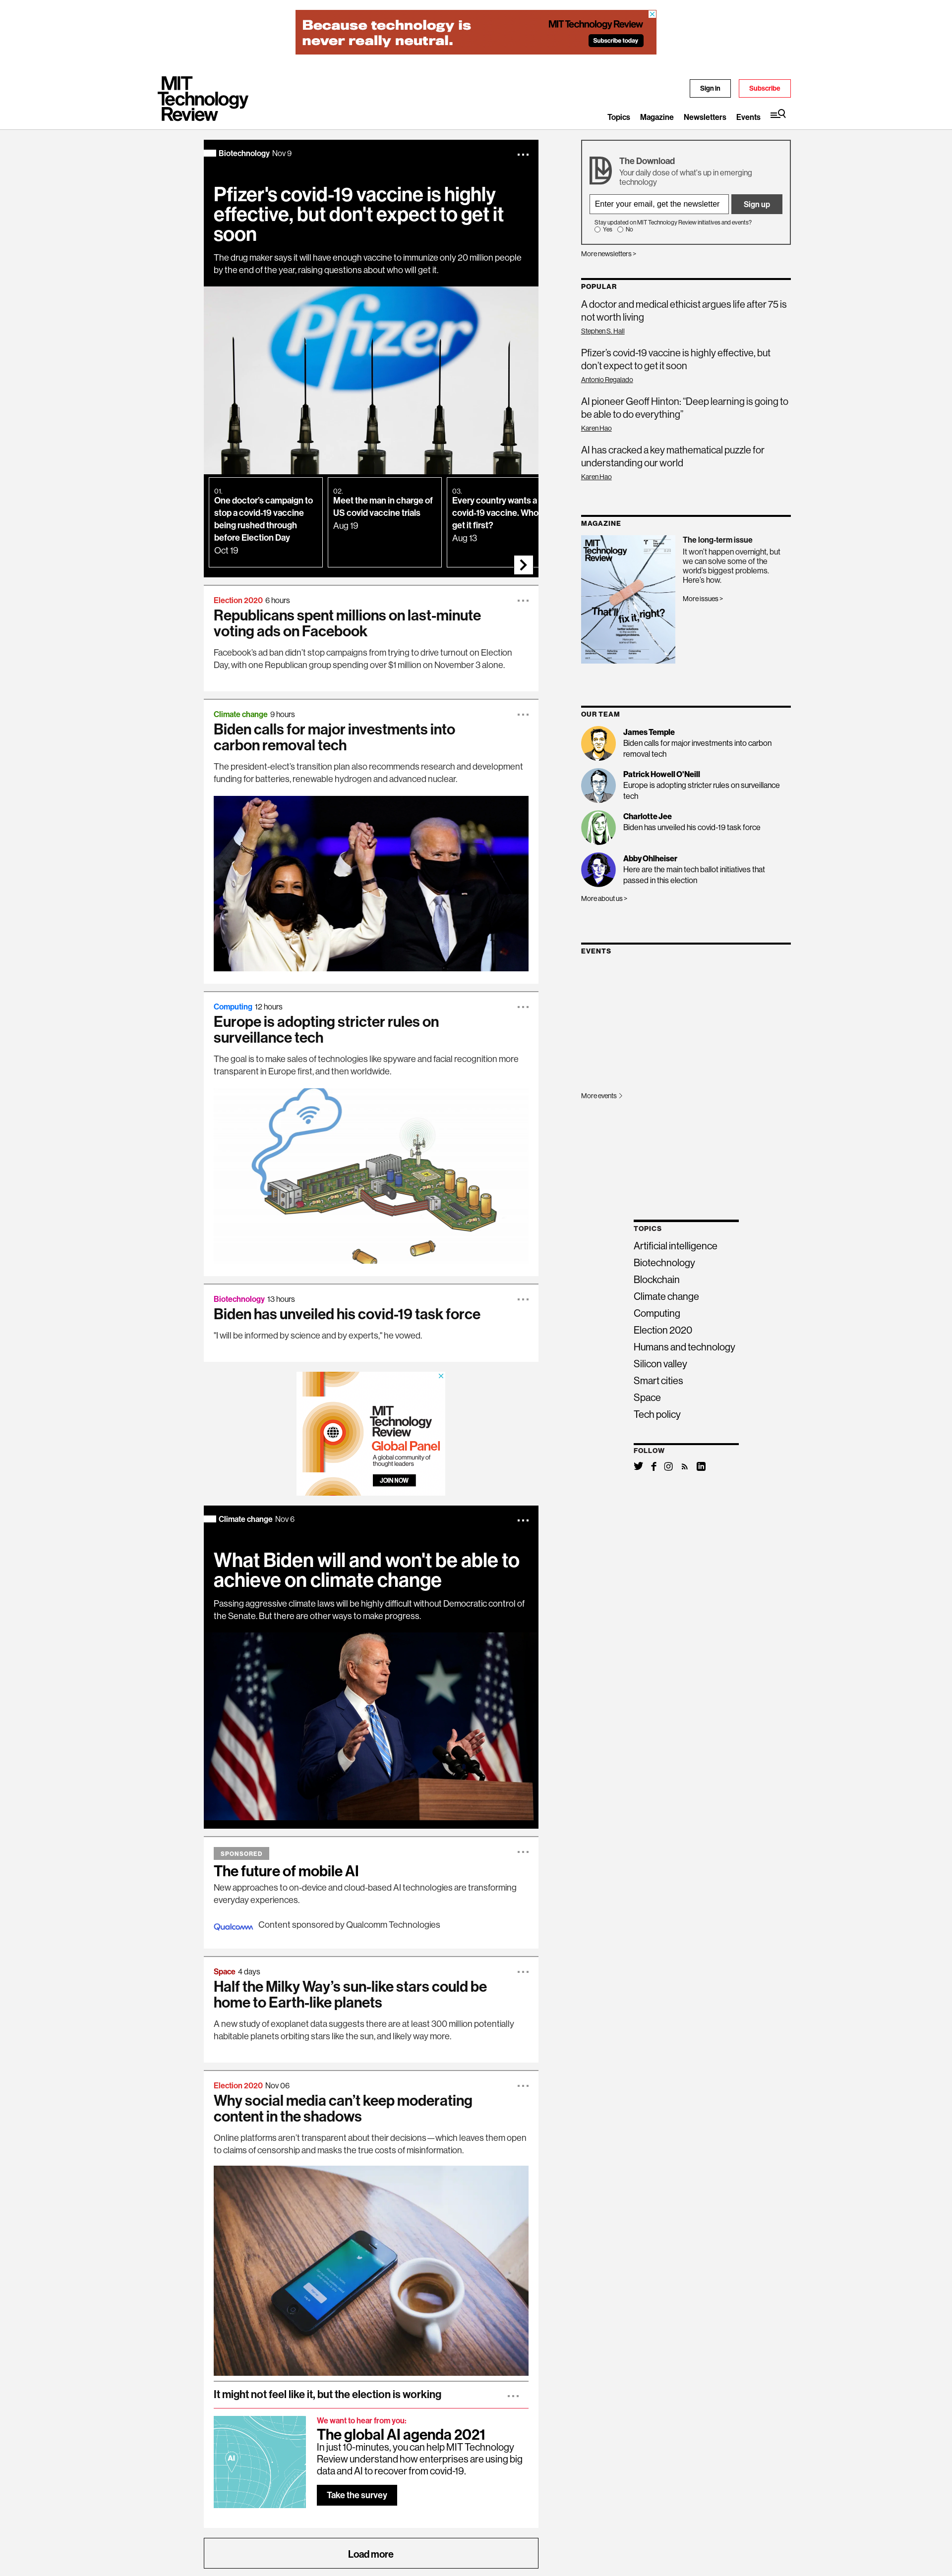 Because technology is
never really neutral.
MIT Technology Review
Subscribe today
MIT
Technology
Review
Sign in
Subscribe
Topics
Magazine
Newsletters
Events
Biotechnology Nov 9
Pfizer's covid-19 vaccine is highly
effective, but don't expect to get it
soon
The drug maker says it will have enough vaccine to immunize only 20 million people
by the end of the year, raising questions about who will get it.
Pfizer
01.
One doctor's campaign to
stop a covid-19 vaccine
being rushed through
before Election Day
Oct 19
02.
Meet the man in charge of
US covid vaccine trials
Aug 19
03.
Every country wants a
covid-19 vaccine. Who
get it first?
Aug 13
Election 2020 6 hours
Republicans spent millions on last-minute
voting ads on Facebook
Facebook's ad ban didn't stop campaigns from trying to drive turnout on Election
Day, with one Republican group spending over $1 million on November 3 alone.
Climate change 9 hours
Biden calls for major investments into
carbon removal tech
The president-elect's transition plan also recommends research and development
funding for batteries, renewable hydrogen and advanced nuclear.
Computing 12 hours
Europe is adopting stricter rules on
surveillance tech
The goal is to make sales of technologies like spyware and facial recognition more
transparent in Europe first, and then worldwide.
Biotechnology 13 hours
Biden has unveiled his covid-19 task force
"I will be informed by science and by experts," he vowed.
MIT
Technology
Review
Global Panel
A global community of
thought leaders
JOIN NOW
Climate change Nov 6
What Biden will and won't be able to
achieve on climate change
Passing aggressive climate laws will be highly difficult without Democratic control of
the Senate. But there are other ways to make progress.
SPONSORED
The future of mobile AI
New approaches to on-device and cloud-based AI technologies are transforming
everyday experiences.
Qualcomm Content sponsored by Qualcomm Technologies
Space 4 days
Half the Milky Way's sun-like stars could be
home to Earth-like planets
A new study of exoplanet data suggests there are at least 300 million potentially
habitable planets orbiting stars like the sun, and likely way more.
Election 2020 Nov 06
Why social media can't keep moderating
content in the shadows
Online platforms aren't transparent about their decisions—which leaves them open
to claims of censorship and masks the true costs of misinformation.
It might not feel like it, but the election is working
AI
We want to hear from you:
The global AI agenda 2021
In just 10-minutes, you can help MIT Technology
Review understand how enterprises are using big
data and AI to recover from covid-19.
Take the survey
Load more
The Download
Your daily dose of what's up in emerging
technology
Enter your email, get the newsletter
Sign up
Stay updated on MIT Technology Review initiatives and events?
Yes No
More newsletters >
POPULAR
A doctor and medical ethicist argues life after 75 is
not worth living
Stephen S. Hall
Pfizer's covid-19 vaccine is highly effective, but
don't expect to get it soon
Antonio Regalado
AI pioneer Geoff Hinton: "Deep learning is going to
be able to do everything"
Karen Hao
AI has cracked a key mathematical puzzle for
understanding our world
Karen Hao
MAGAZINE
MIT
Technology
Review
That'll fix it, right?
The long-term issue
It won't happen overnight, but
we can solve some of the
world's biggest problems.
Here's how.
More issues >
OUR TEAM
James Temple
Biden calls for major investments into carbon
removal tech
Patrick Howell O'Neill
Europe is adopting stricter rules on surveillance
tech
Charlotte Jee
Biden has unveiled his covid-19 task force
Abby Ohlheiser
Here are the main tech ballot initiatives that
passed in this election
More about us >
EVENTS
More events >
TOPICS
Artificial intelligence
Biotechnology
Blockchain
Climate change
Computing
Election 2020
Humans and technology
Silicon valley
Smart cities
Space
Tech policy
FOLLOW